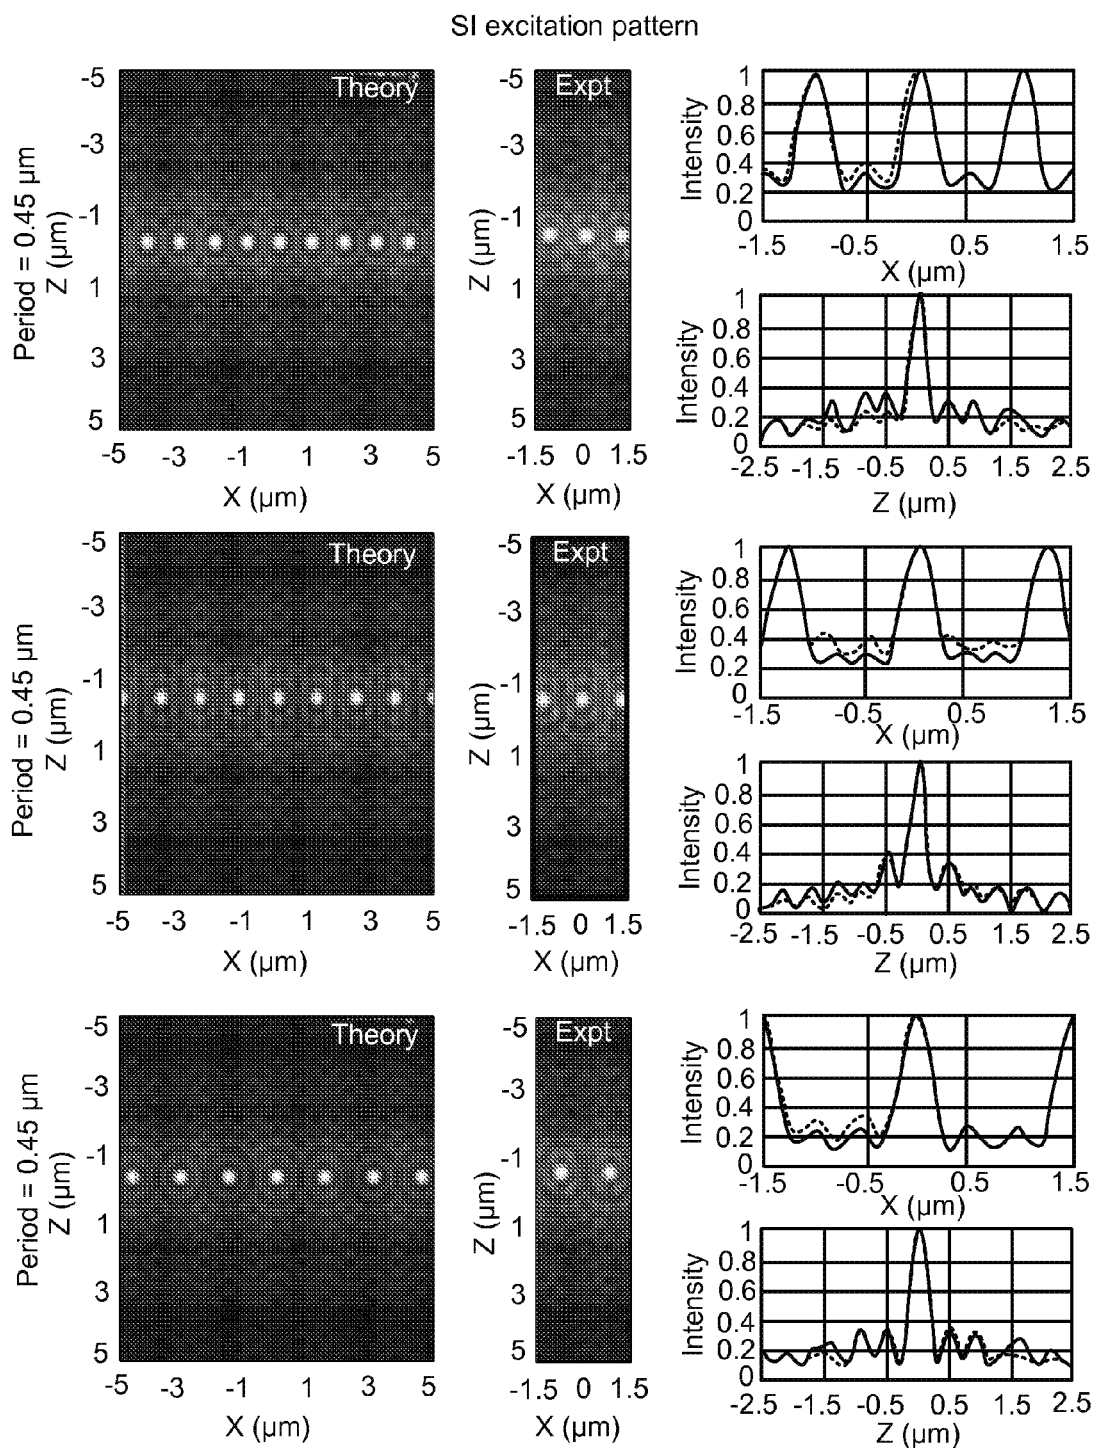 SI excitation pattern
Period = 0.45 µm
Z (µm)
-5
-3
-1
1
3
5
Theory
-5 -3 -1 1 3 5
X (µm)
Z (µm)
-5
-3
-1
1
3
5
Expt
-1.5 0 1.5
X (µm)
Intensity
1
0.8
0.6
0.4
0.2
0
-1.5 -0.5 0.5 1.5
X (µm)
Intensity
1
0.8
0.6
0.4
0.2
0
-2.5 -1.5 -0.5 0.5 1.5 2.5
Z (µm)
Period = 0.45 µm
Z (µm)
-5
-3
-1
1
3
5
Theory
-5 -3 -1 1 3 5
X (µm)
Z (µm)
-5
-3
-1
1
3
5
Expt
-1.5 0 1.5
X (µm)
Intensity
1
0.8
0.6
0.4
0.2
0
-1.5 -0.5 0.5 1.5
X (µm)
Intensity
1
0.8
0.6
0.4
0.2
0
-2.5 -1.5 -0.5 0.5 1.5 2.5
Z (µm)
Period = 0.45 µm
Z (µm)
-5
-3
-1
1
3
5
Theory
-5 -3 -1 1 3 5
X (µm)
Z (µm)
-5
-3
-1
1
3
5
Expt
-1.5 0 1.5
X (µm)
Intensity
1
0.8
0.6
0.4
0.2
0
-1.5 -0.5 0.5 1.5
X (µm)
Intensity
1
0.8
0.6
0.4
0.2
0
-2.5 -1.5 -0.5 0.5 1.5 2.5
Z (µm)